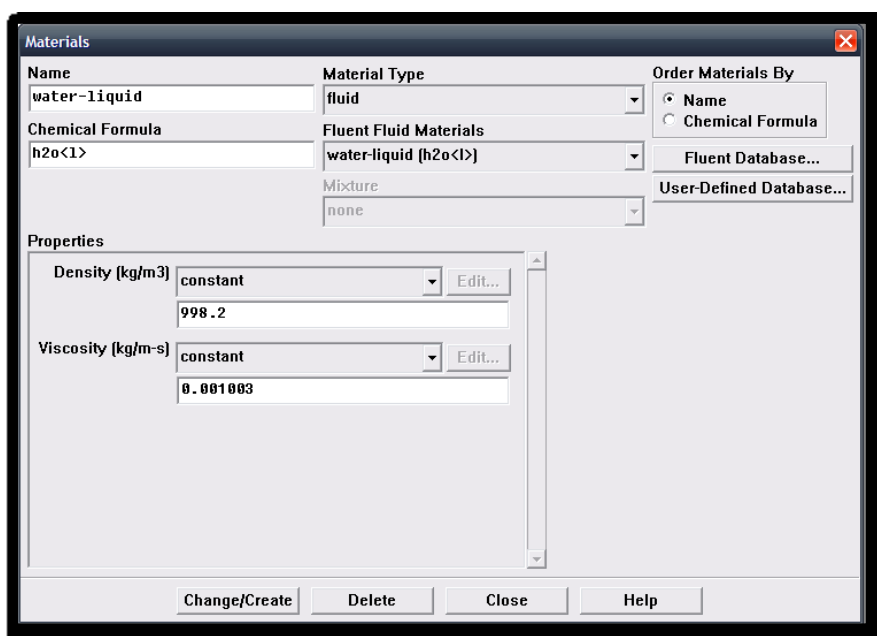 Materials
Name
water-liquid
Chemical Formula
h2o<l>
Material Type
fluid
Fluent Fluid Materials
water-liquid (h2o<l>)
Mixture
none
Order Materials By
Name
Chemical Formula
Fluent Database...
User-Defined Database...
Properties
Density (kg/m3) constant Edit...
998.2
Viscosity (kg/m-s) constant Edit...
0.001003
Change/Create Delete Close Help